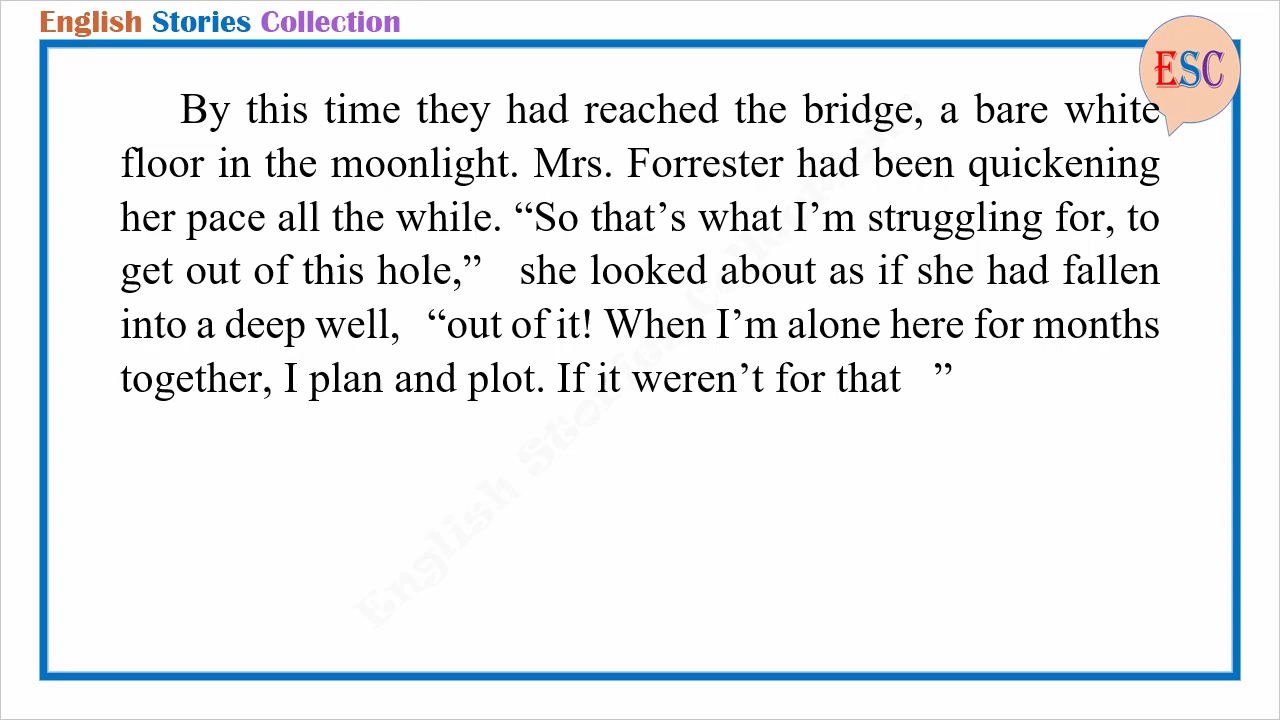 English Stories Collection
ESC
By this time they had reached the bridge, a bare white
floor in the moonlight. Mrs. Forrester had been quickening
her pace all the while. “So that’s what I’m struggling for, to
get out of this hole,” she looked about as if she had fallen
into a deep well, “out of it! When I’m alone here for months
together, I plan and plot. If it weren’t for that ”
English Stories Collection